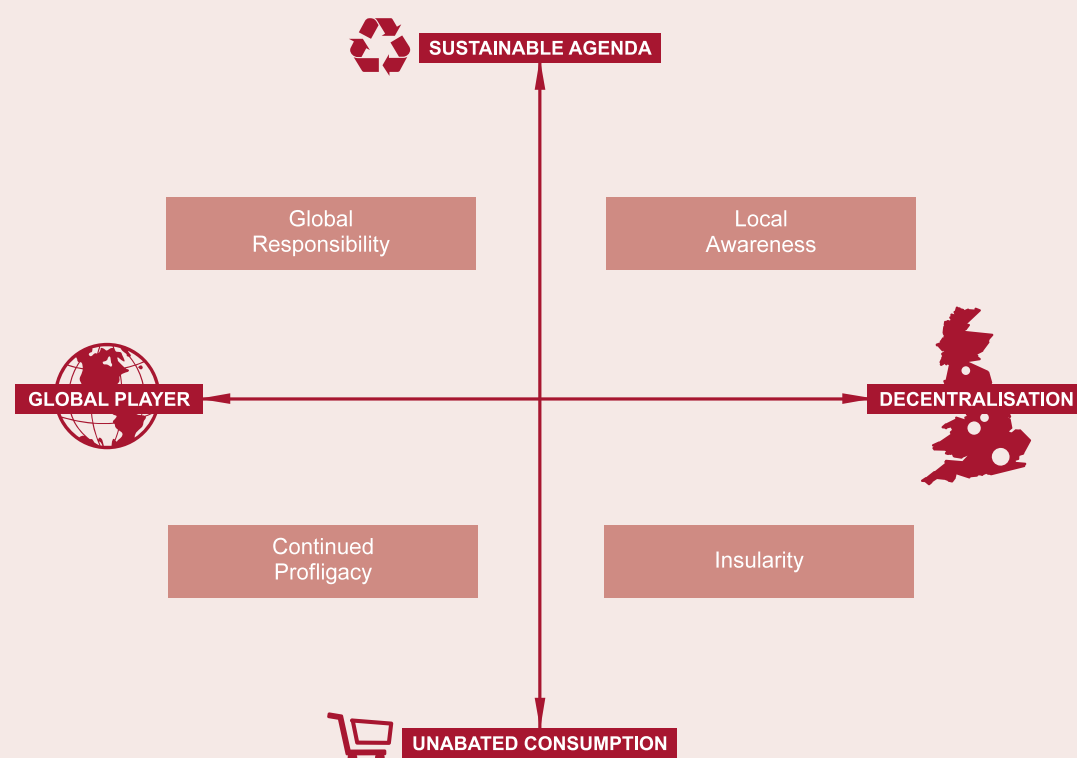 SUSTAINABLE AGENDA
Global
Responsibility
Local
Awareness
GLOBAL PLAYER
DECENTRALISATION
Continued
Profligacy
Insularity
UNABATED CONSUMPTION